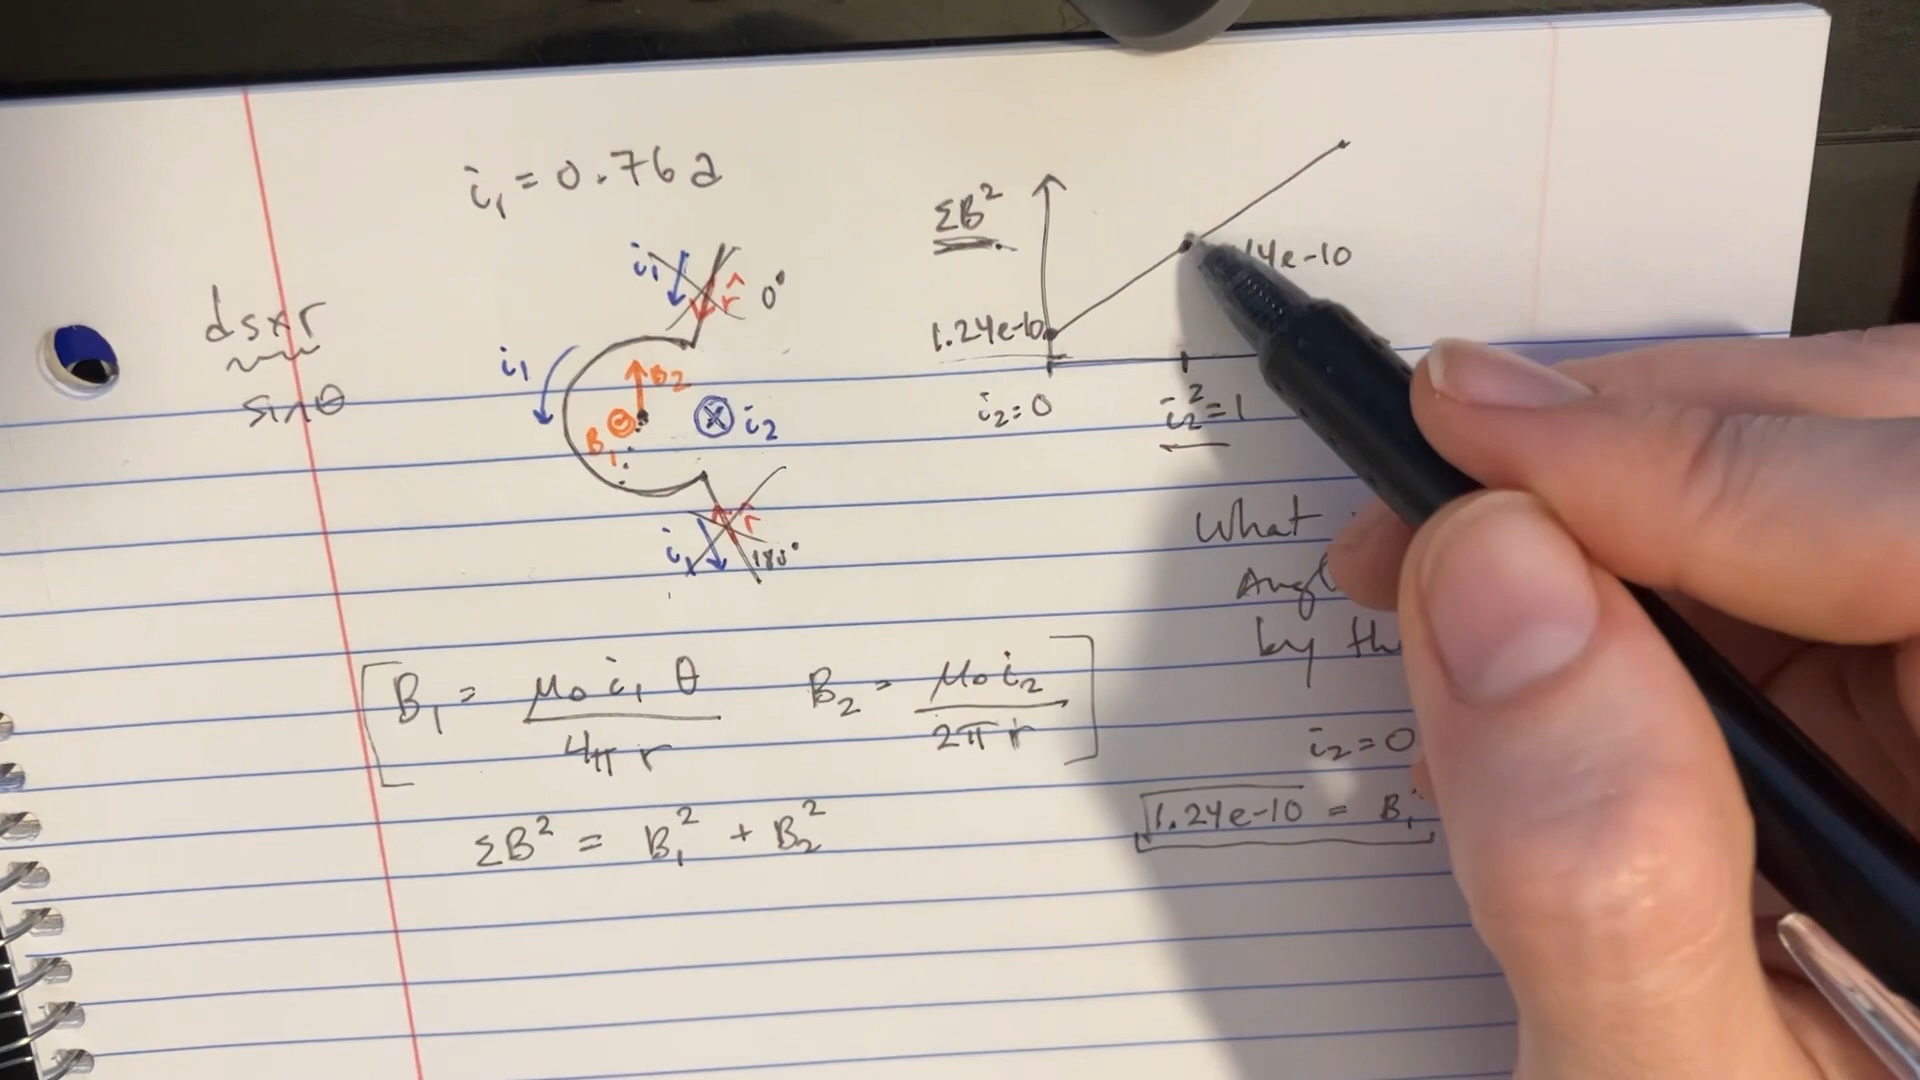 i₁ = 0.76a
ΣB²
i₁
r̂
0°
14e-10
ds×r
1.24e-10
i₁
B₂
sinθ
i₂
i₂=0
i₂²=1
B₁
r̂
180°
What
by
B₁ = μ₀ i₁ θ / 4π r
B₂ = μ₀ i₂ / 2π r
i₂=0
√1.24e-10 = B₁
ΣB² = B₁² + B₂²